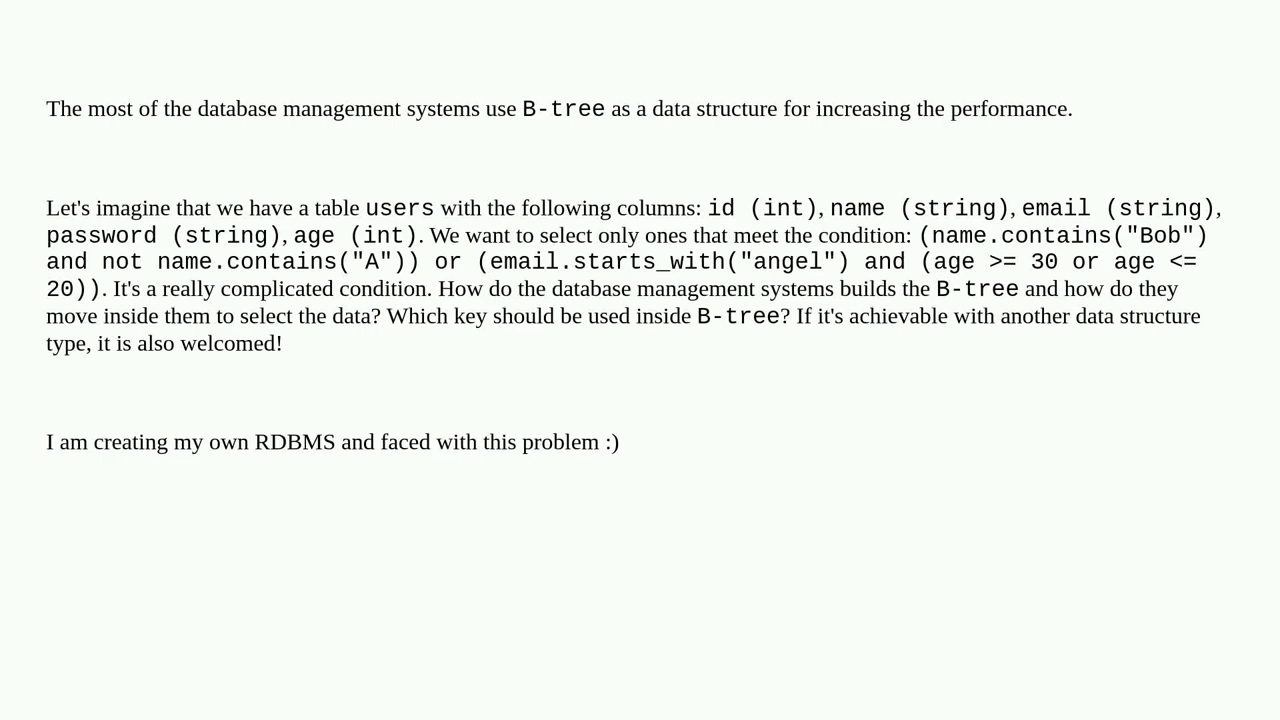 The most of the database management systems use B-tree as a data structure for increasing the performance.
Let's imagine that we have a table users with the following columns: id (int), name (string), email (string),
password (string), age (int). We want to select only ones that meet the condition: (name.contains("Bob")
and not name.contains("A")) or (email.starts_with("angel") and (age >= 30 or age <=
20)). It's a really complicated condition. How do the database management systems builds the B-tree and how do they
move inside them to select the data? Which key should be used inside B-tree? If it's achievable with another data structure
type, it is also welcomed!
I am creating my own RDBMS and faced with this problem :)